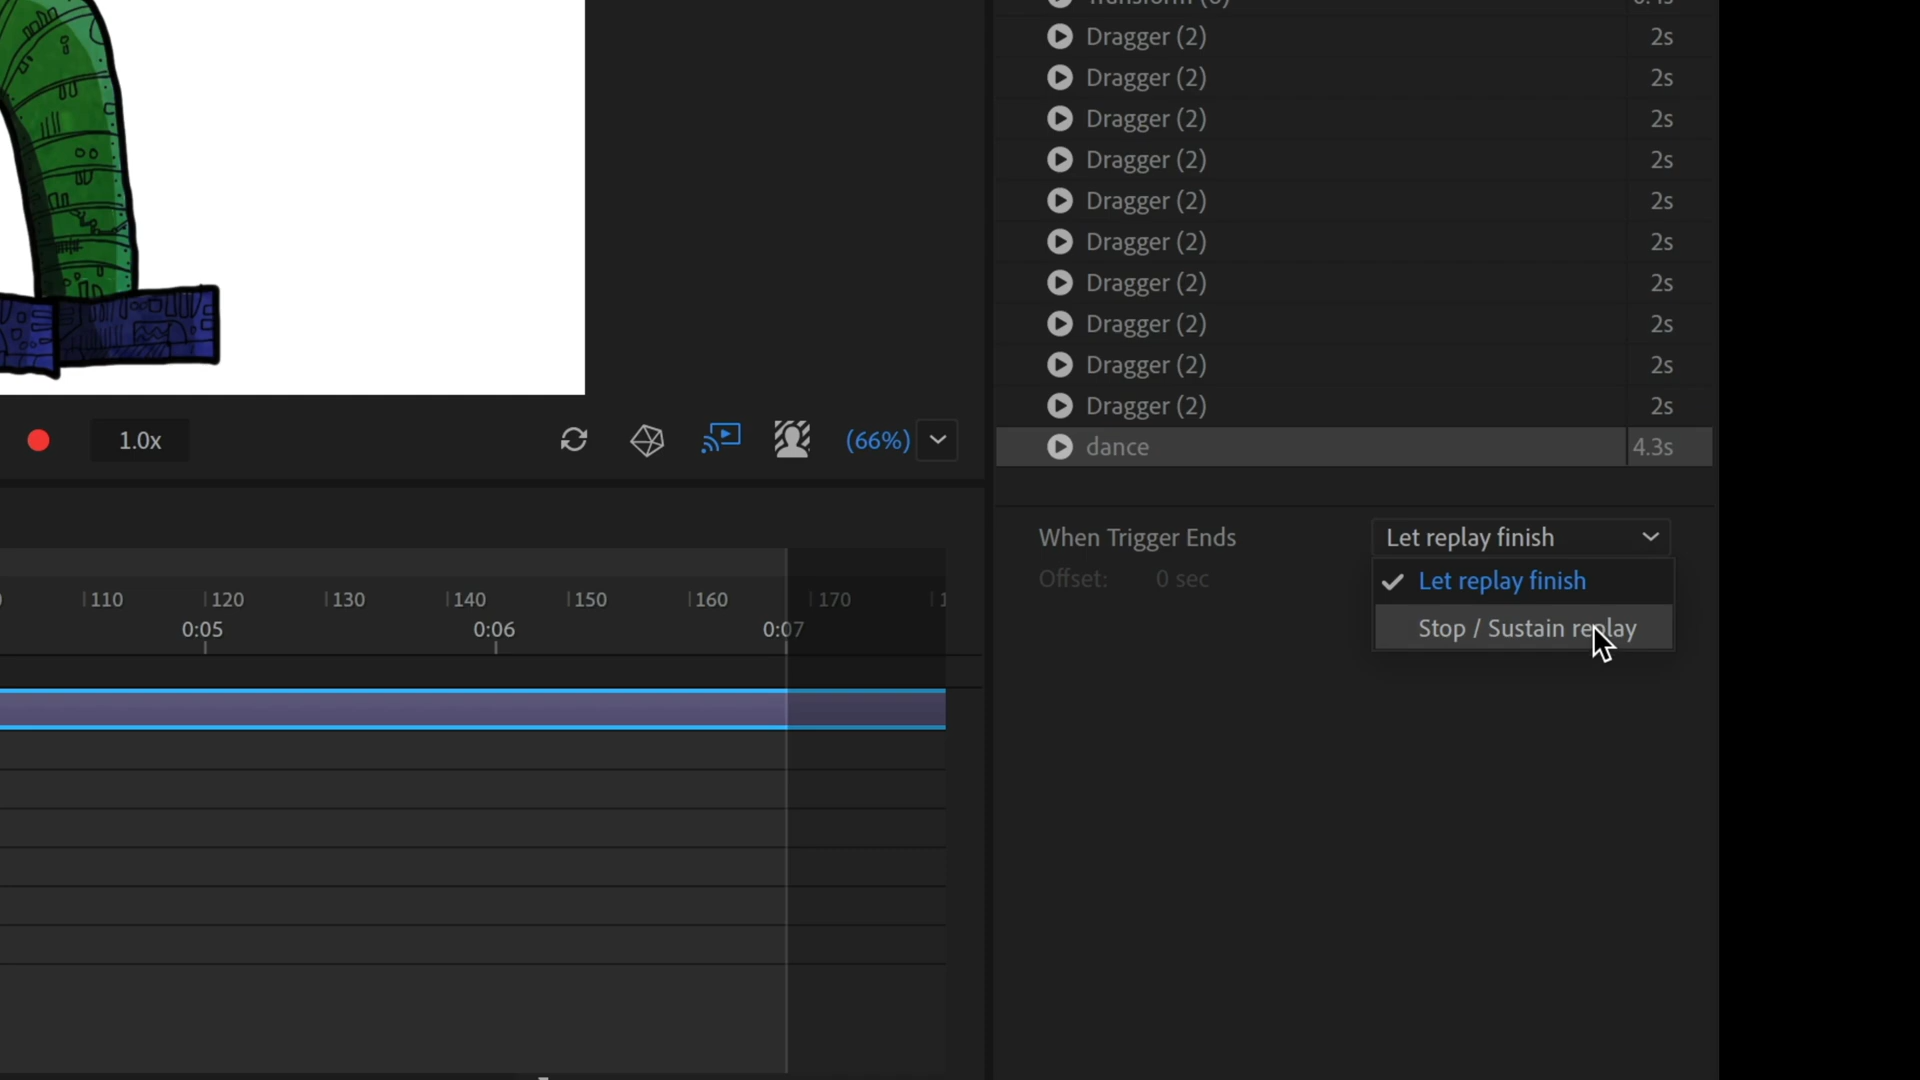 Dragger (2) 2s
Dragger (2) 2s
Dragger (2) 2s
Dragger (2) 2s
Dragger (2) 2s
Dragger (2) 2s
Dragger (2) 2s
Dragger (2) 2s
Dragger (2) 2s
Dragger (2) 2s
dance 4.3s
1.0x
(66%)
When Trigger Ends Let replay finish
Offset: 0 sec
Let replay finish
Stop / Sustain replay
110 120 130 140 150 160 170
0:05 0:06 0:07